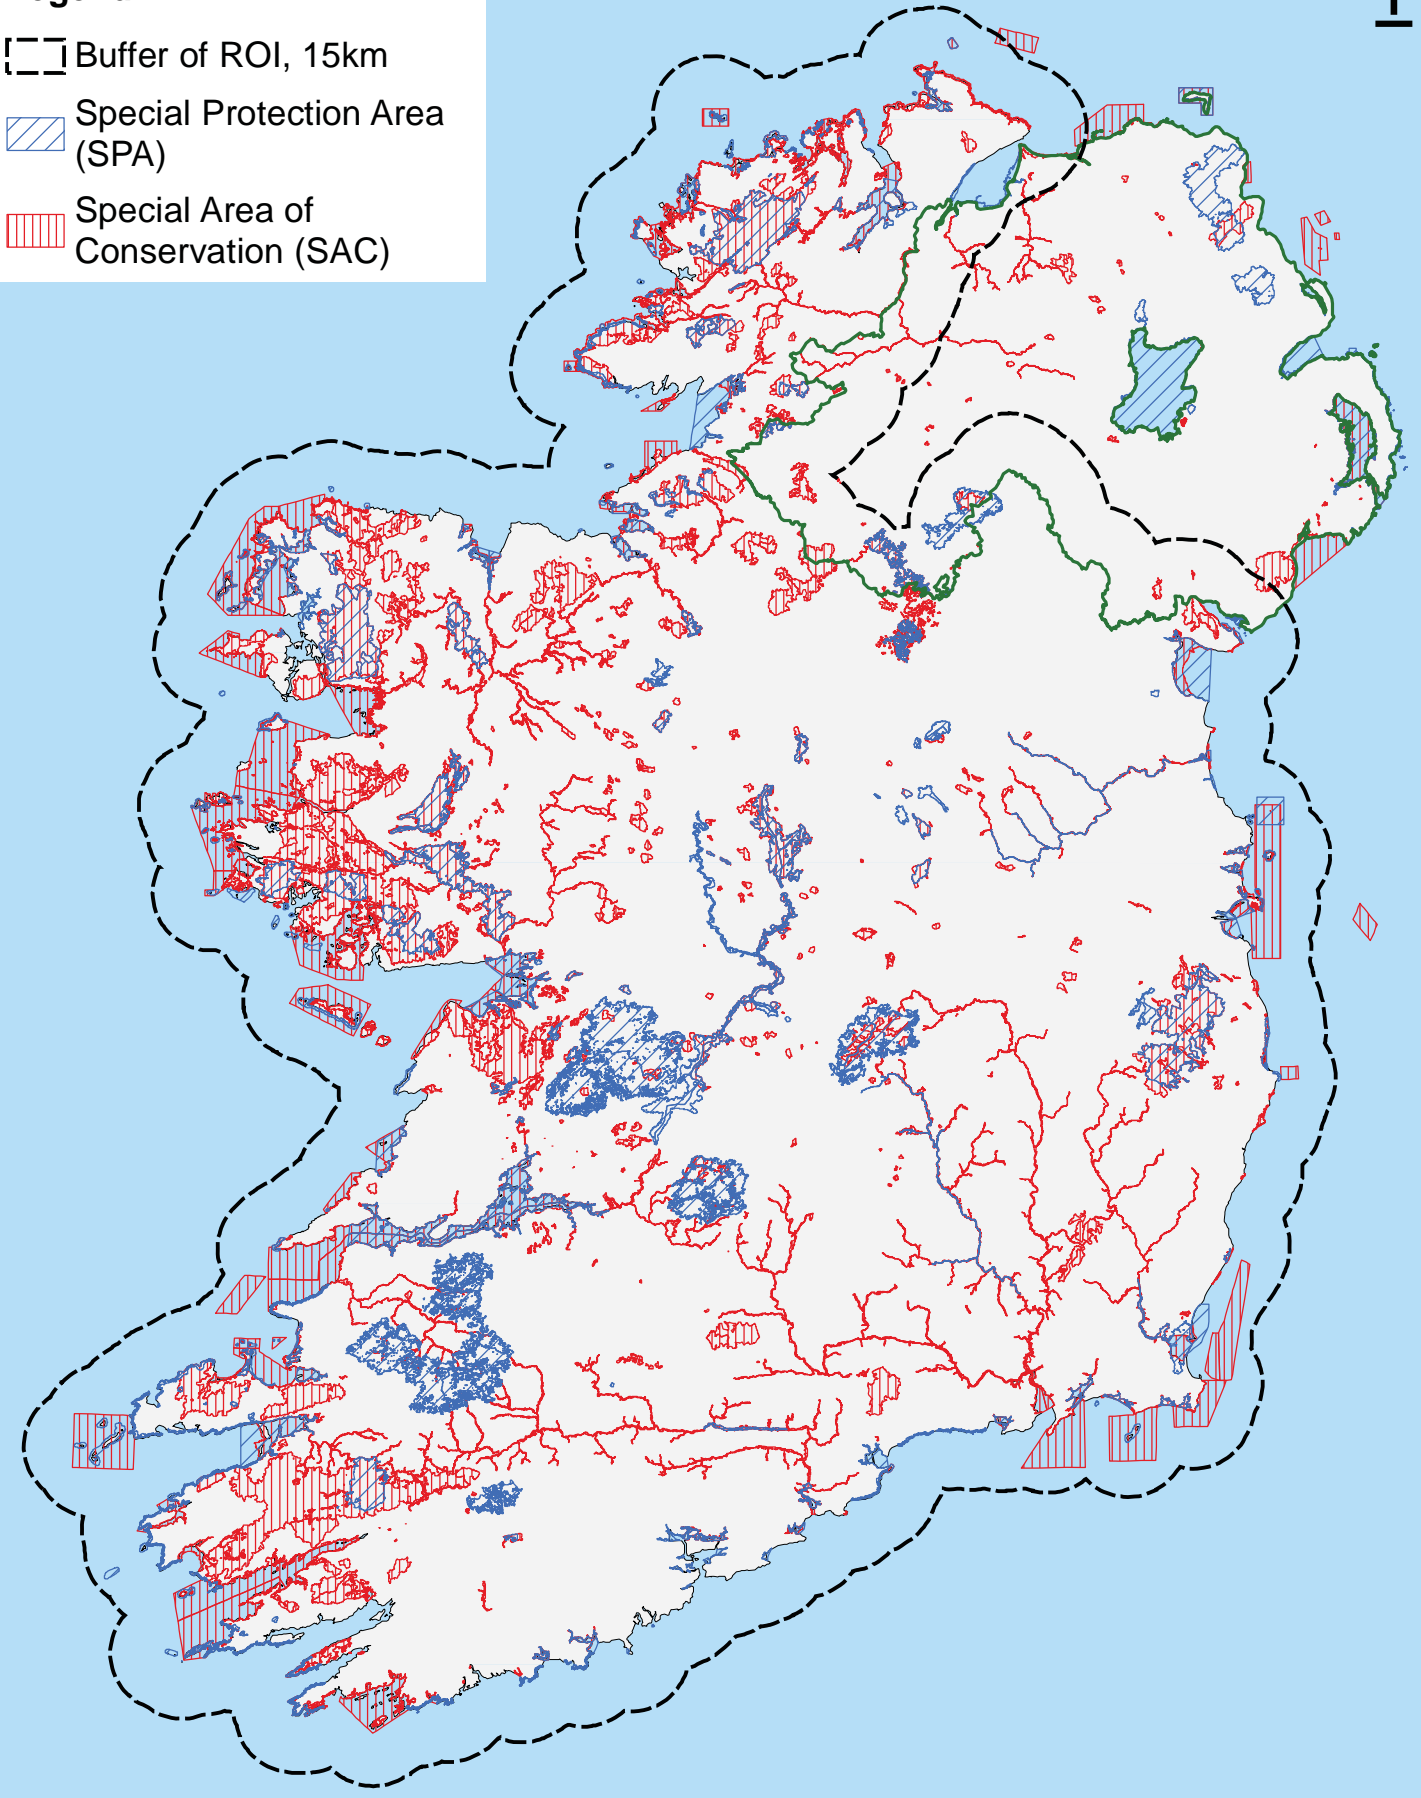 Buffer of ROI, 15km
Special Protection Area
(SPA)
Special Area of
Conservation (SAC)